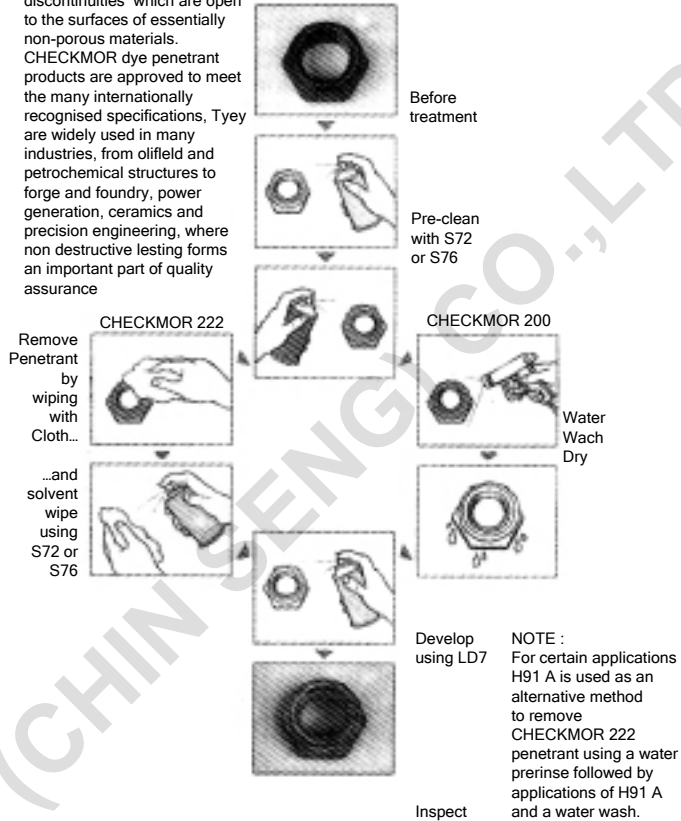 discontinuities which are open
to the surfaces of essentially
non-porous materials.
CHECKMOR dye penetrant
products are approved to meet
the many internationally
recognised specifications, Tyey
are widely used in many
industries, from olifleld and
petrochemical structures to
forge and foundry, power
generation, ceramics and
precision engineering, where
non destructive lesting forms
an important part of quality
assurance
Before
treatment
Pre-clean
with S72
or S76
CHECKMOR 222
Remove
Penetrant
by
wiping
with
Cloth...
...and
solvent
wipe
using
S72 or
S76
CHECKMOR 200
Water
Wach
Dry
Develop
using LD7
Inspect
NOTE :
For certain applications
H91 A is used as an
alternative method
to remove
CHECKMOR 222
penetrant using a water
prerinse followed by
applications of H91 A
and a water wash.
(CHIN SENG) CO.,LTD